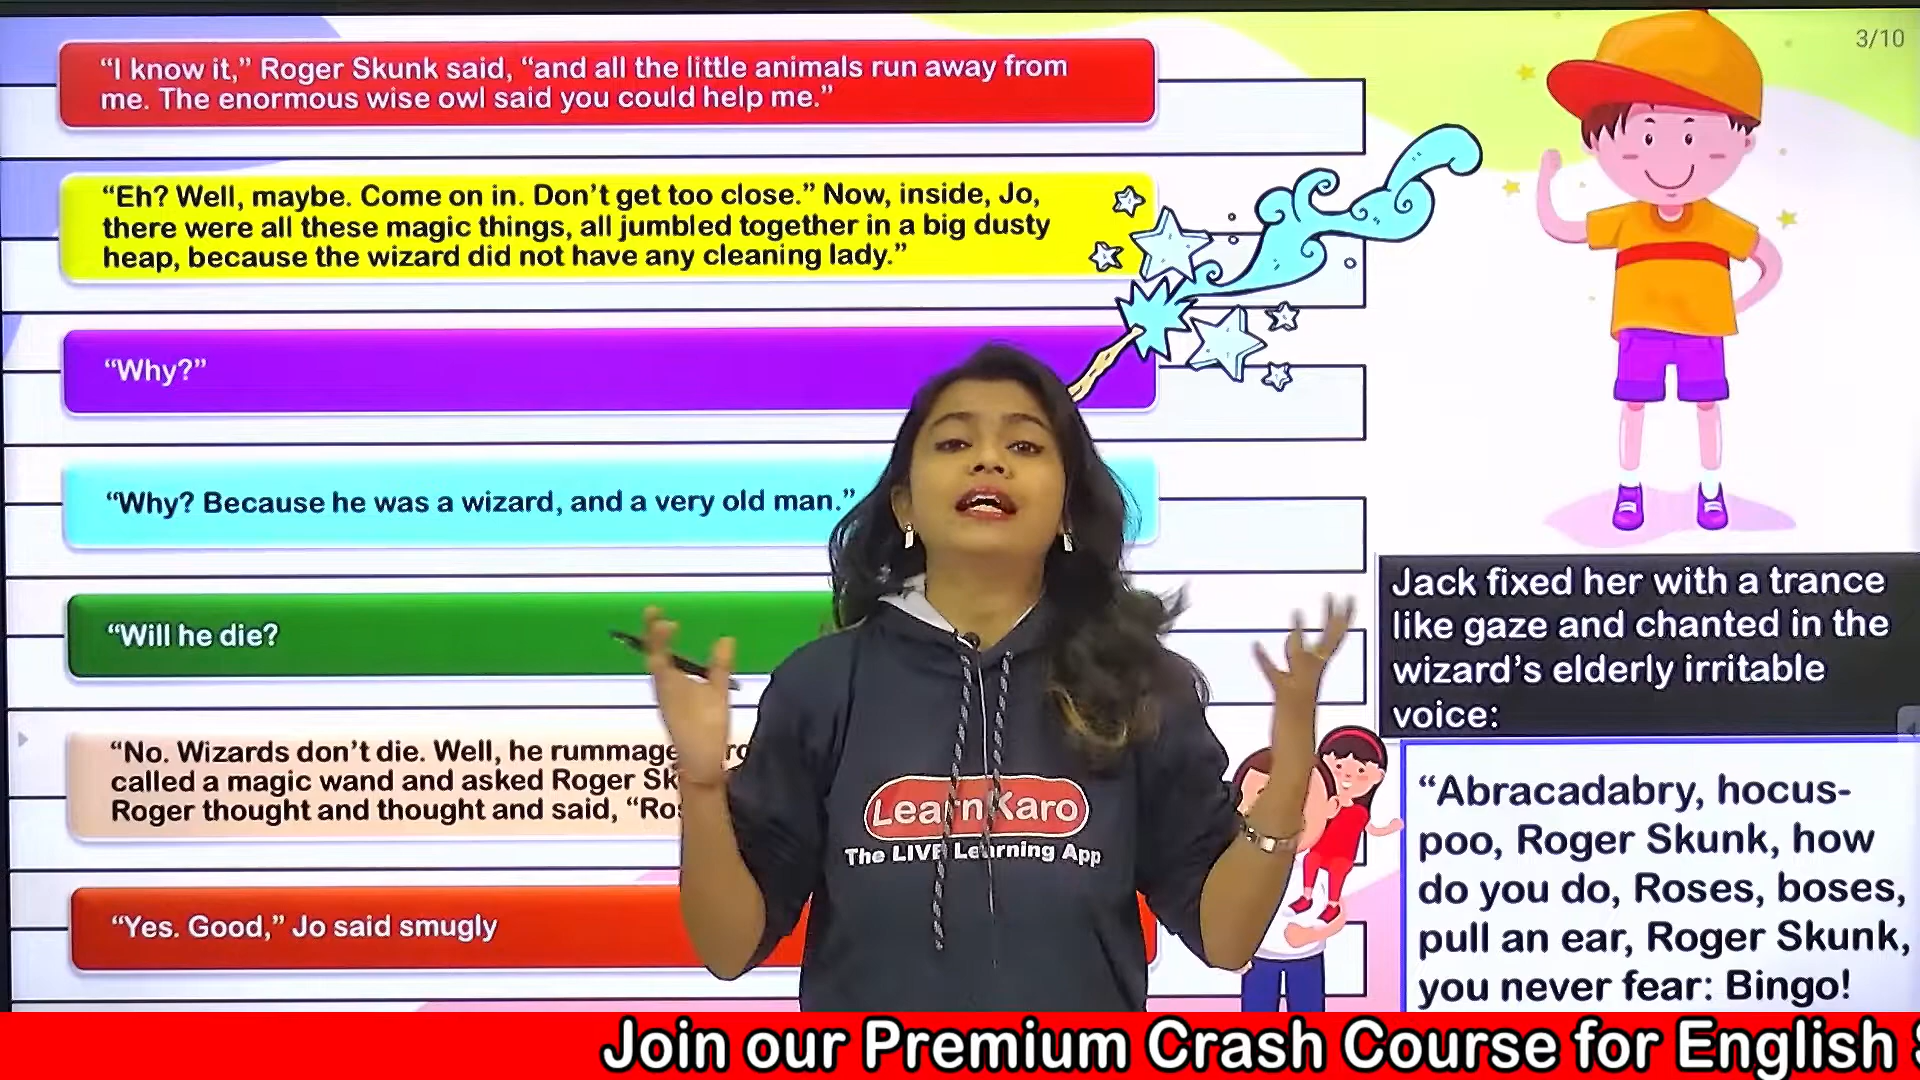 3/10
“I know it,” Roger Skunk said, “and all the little animals run away from
me. The enormous wise owl said you could help me.”
“Eh? Well, maybe. Come on in. Don’t get too close.” Now, inside, Jo,
there were all these magic things, all jumbled together in a big dusty
heap, because the wizard did not have any cleaning lady.”
“Why?”
“Why? Because he was a wizard, and a very old man.”
“Will he die?
“No. Wizards don’t die. Well, he rummage
called a magic wand and asked Roger Sk
Roger thought and thought and said, “Ros
“Yes. Good,” Jo said smugly
Jack fixed her with a trance
like gaze and chanted in the
wizard’s elderly irritable
voice:
“Abracadabry, hocus-
poo, Roger Skunk, how
do you do, Roses, boses,
pull an ear, Roger Skunk,
you never fear: Bingo!
LearnKaro
The LIVE Learning App
Join our Premium Crash Course for English